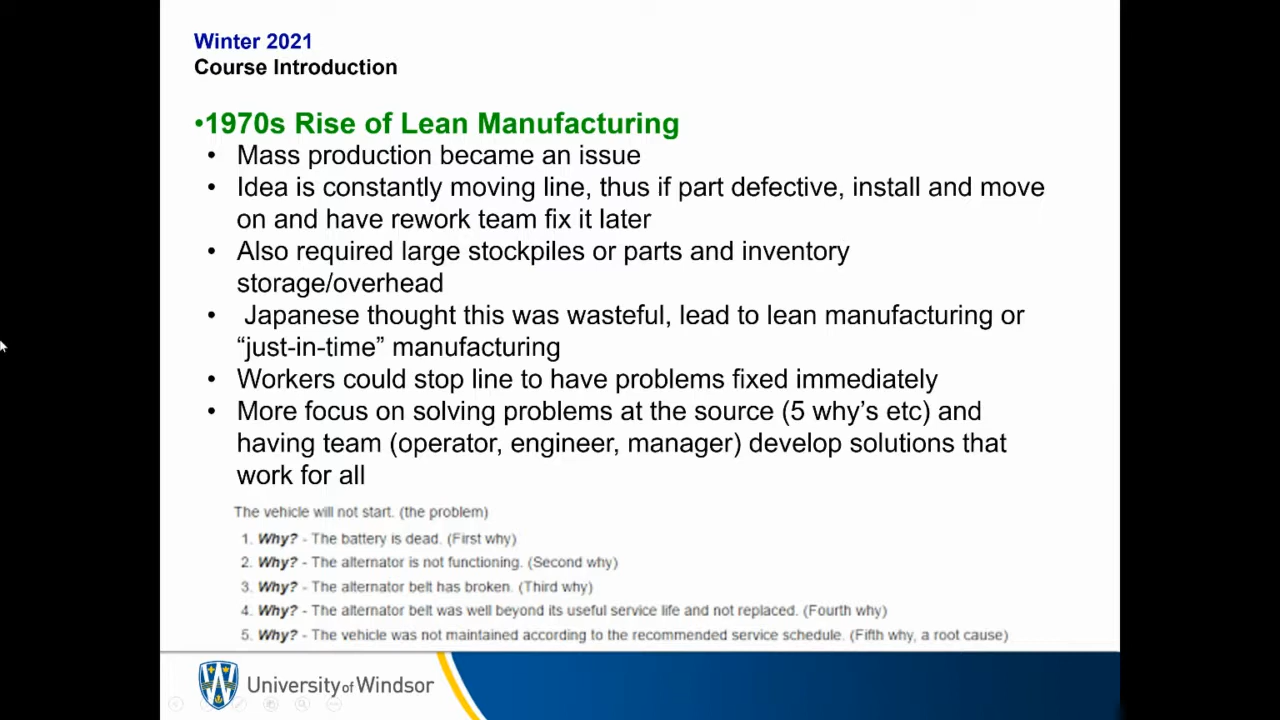 Winter 2021
Course Introduction
•1970s Rise of Lean Manufacturing
• Mass production became an issue
• Idea is constantly moving line, thus if part defective, install and move
on and have rework team fix it later
• Also required large stockpiles or parts and inventory
storage/overhead
• Japanese thought this was wasteful, lead to lean manufacturing or
“just-in-time” manufacturing
• Workers could stop line to have problems fixed immediately
• More focus on solving problems at the source (5 why’s etc) and
having team (operator, engineer, manager) develop solutions that
work for all
The vehicle will not start. (the problem)
1. Why? - The battery is dead. (First why)
2. Why? - The alternator is not functioning. (Second why)
3. Why? - The alternator belt has broken. (Third why)
4. Why? - The alternator belt was well beyond its useful service life and not replaced. (Fourth why)
5. Why? - The vehicle was not maintained according to the recommended service schedule. (Fifth why, a root cause)
University of Windsor